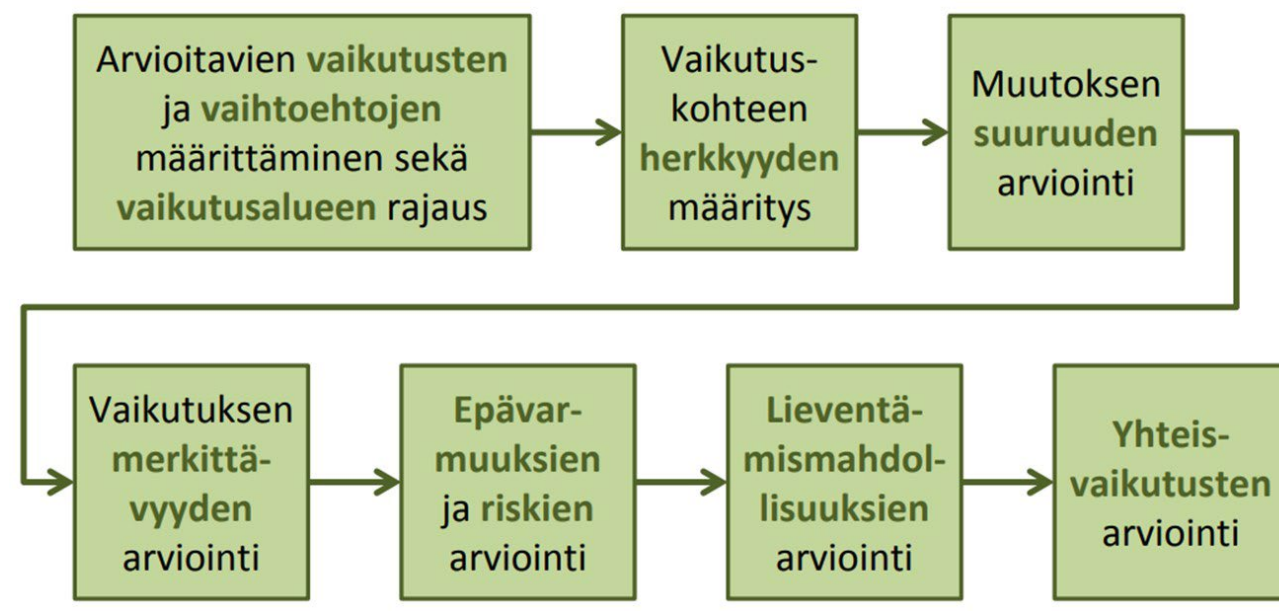 Arvioitavien vaikutusten
ja vaihtoehtojen
määrittäminen sekä
vaikutusalueen rajaus
Vaikutus-
kohteen
herkkyyden
määritys
Muutoksen
suuruuden
arviointi
Vaikutuksen
merkittä-
vyyden
arviointi
Epävar-
muuksien
ja riskien
arviointi
Lieventä-
mismahdol-
lisuuksien
arviointi
Yhteis-
vaikutusten
arviointi